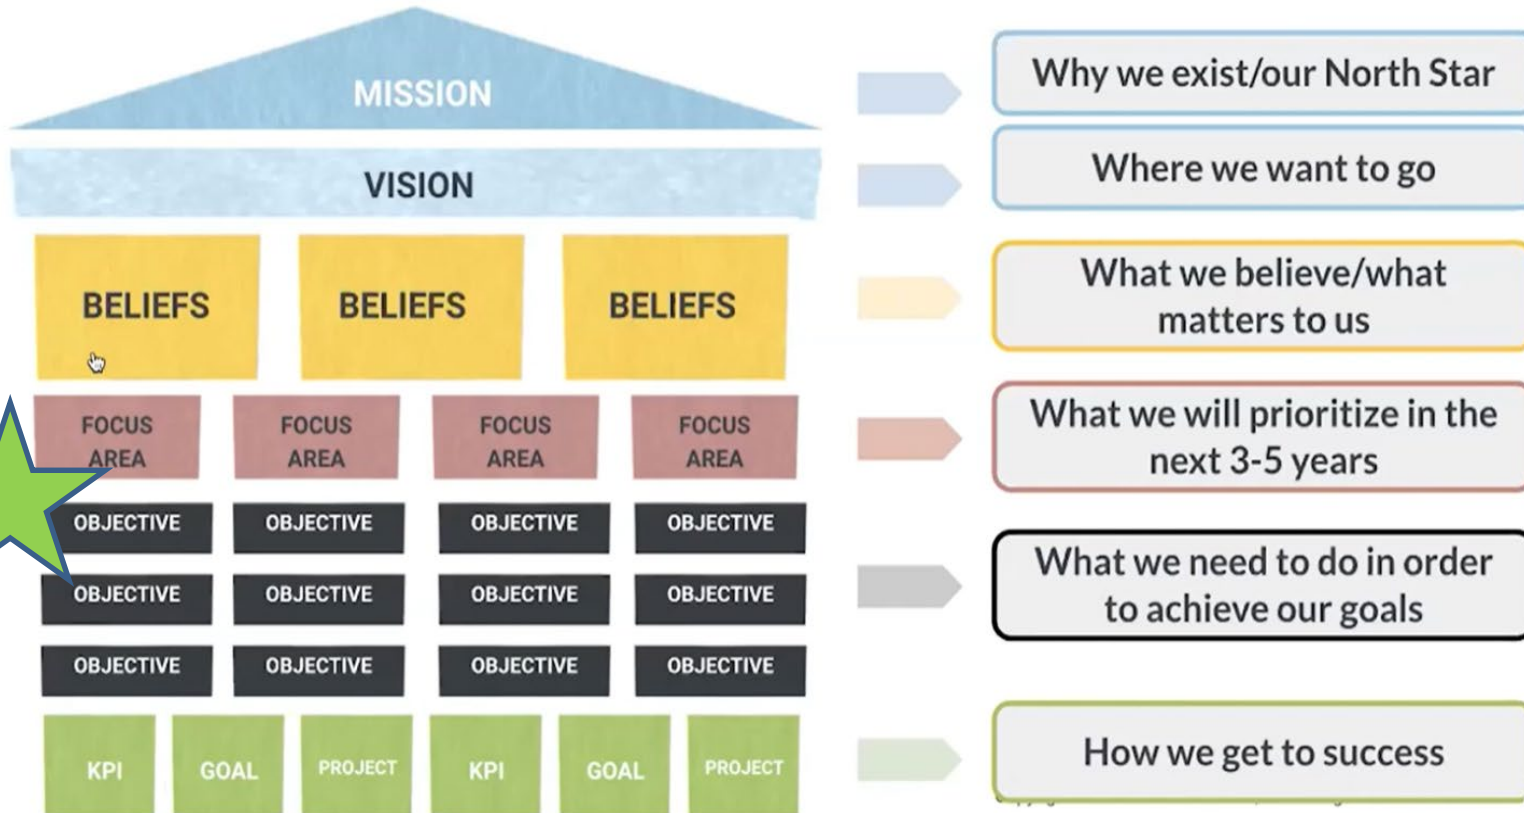 MISSION
Why we exist/our North Star
VISION
Where we want to go
BELIEFS BELIEFS BELIEFS
What we believe/what
matters to us
FOCUS FOCUS FOCUS FOCUS
AREA AREA AREA AREA
What we will prioritize in the
next 3-5 years
OBJECTIVE OBJECTIVE OBJECTIVE OBJECTIVE
OBJECTIVE OBJECTIVE OBJECTIVE OBJECTIVE
OBJECTIVE OBJECTIVE OBJECTIVE OBJECTIVE
What we need to do in order
to achieve our goals
KPI GOAL PROJECT KPI GOAL PROJECT
How we get to success